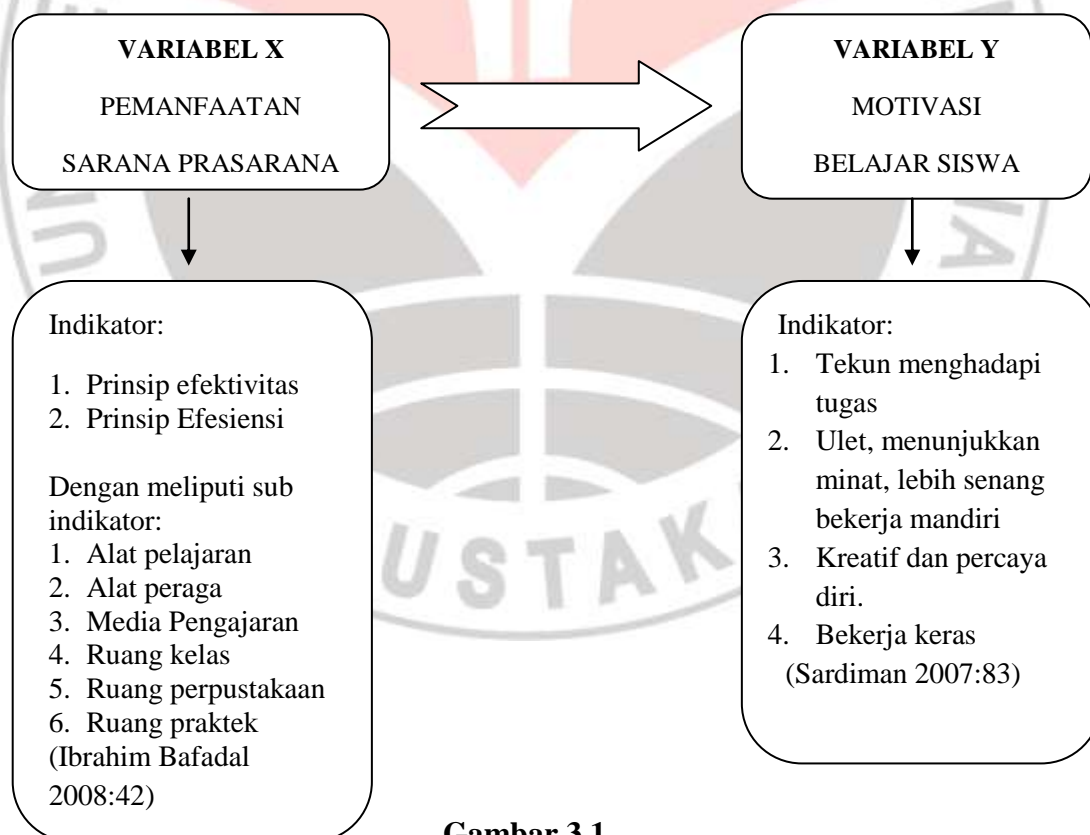 VARIABEL X
PEMANFAATAN
SARANA PRASARANA
VARIABEL Y
MOTIVASI
BELAJAR SISWA
Indikator:
1. Prinsip efektivitas
2. Prinsip Efesiensi
Dengan meliputi sub
indikator:
1. Alat pelajaran
2. Alat peraga
3. Media Pengajaran
4. Ruang kelas
5. Ruang perpustakaan
6. Ruang praktek
(Ibrahim Bafadal
2008:42)
Indikator:
1. Tekun menghadapi
tugas
2. Ulet, menunjukkan
minat, lebih senang
bekerja mandiri
3. Kreatif dan percaya
diri.
4. Bekerja keras
(Sardiman 2007:83)
USTAK
Gambar 3.1